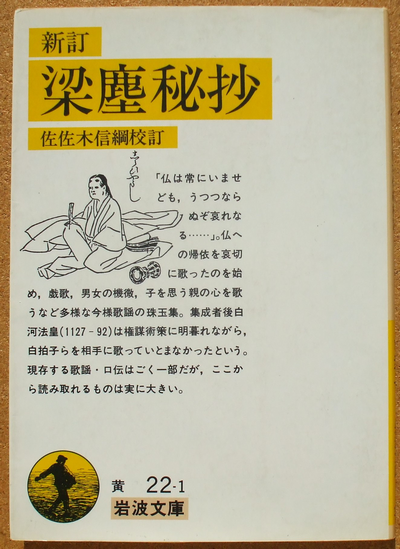 新訂
梁塵秘抄
佐佐木信綱校訂
しらびやうし
「仏は常にいませ
ども，うつつなら
ぬぞ哀れな
る……」。仏へ
の帰依を哀切
に歌ったのを始
め，戯歌，男女の機微，子を思う親の心を歌
うなど多様な今様歌謡の珠玉集。集成者後白
河法皇(1127‐92)は権謀術策に明暮れながら，
白拍子らを相手に歌っていとまなかったという。
現存する歌謡・口伝はごく一部だが，ここか
ら読み取れるものは実に大きい。
黄 22-1
岩波文庫